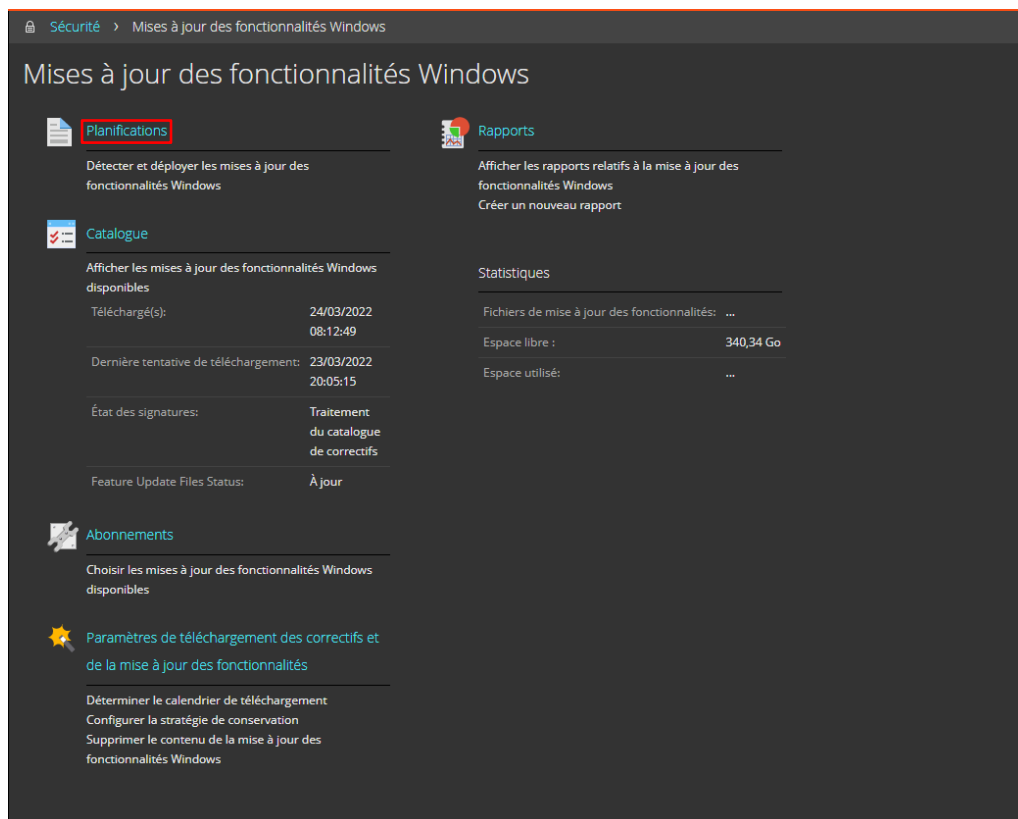 Sécurité › Mises à jour des fonctionnalités Windows
Mises à jour des fonctionnalités Windows
Planifications
Détecter et déployer les mises à jour des
fonctionnalités Windows
Catalogue
Afficher les mises à jour des fonctionnalités Windows
disponibles
Téléchargé(s): 24/03/2022
08:12:49
Dernière tentative de téléchargement: 23/03/2022
20:05:15
État des signatures: Traitement
du catalogue
de correctifs
Feature Update Files Status: À jour
Abonnements
Choisir les mises à jour des fonctionnalités Windows
disponibles
Paramètres de téléchargement des correctifs et
de la mise à jour des fonctionnalités
Déterminer le calendrier de téléchargement
Configurer la stratégie de conservation
Supprimer le contenu de la mise à jour des
fonctionnalités Windows
Rapports
Afficher les rapports relatifs à la mise à jour des
fonctionnalités Windows
Créer un nouveau rapport
Statistiques
Fichiers de mise à jour des fonctionnalités: ...
Espace libre : 340,34 Go
Espace utilisé: ...